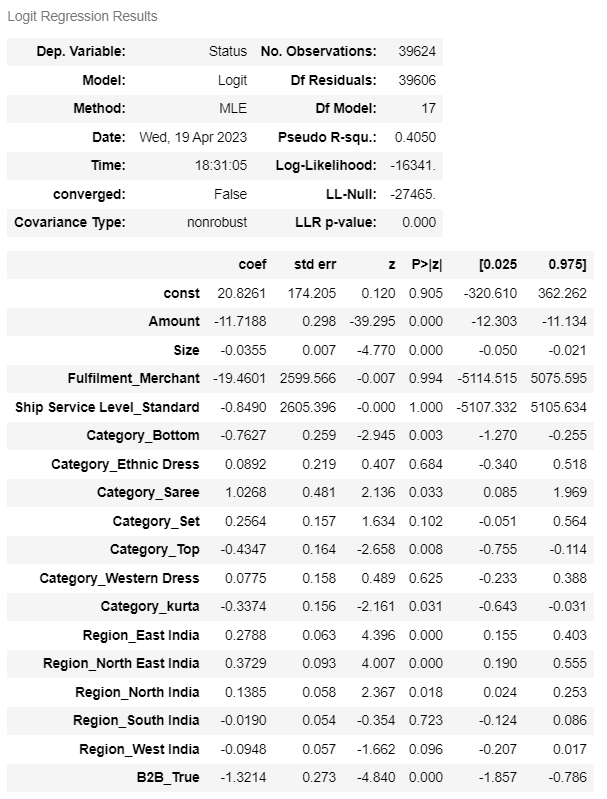 Logit Regression Results
Dep. Variable: Status No. Observations: 39624
Model: Logit Df Residuals: 39606
Method: MLE Df Model: 17
Date: Wed, 19 Apr 2023 Pseudo R-squ.: 0.4050
Time: 18:31:05 Log-Likelihood: -16341.
converged: False LL-Null: -27465.
Covariance Type: nonrobust LLR p-value: 0.000
coef std err z P>|z| [0.025 0.975]
const 20.8261 174.205 0.120 0.905 -320.610 362.262
Amount -11.7188 0.298 -39.295 0.000 -12.303 -11.134
Size -0.0355 0.007 -4.770 0.000 -0.050 -0.021
Fulfilment_Merchant -19.4601 2599.566 -0.007 0.994 -5114.515 5075.595
Ship Service Level_Standard -0.8490 2605.396 -0.000 1.000 -5107.332 5105.634
Category_Bottom -0.7627 0.259 -2.945 0.003 -1.270 -0.255
Category_Ethnic Dress 0.0892 0.219 0.407 0.684 -0.340 0.518
Category_Saree 1.0268 0.481 2.136 0.033 0.085 1.969
Category_Set 0.2564 0.157 1.634 0.102 -0.051 0.564
Category_Top -0.4347 0.164 -2.658 0.008 -0.755 -0.114
Category_Western Dress 0.0775 0.158 0.489 0.625 -0.233 0.388
Category_kurta -0.3374 0.156 -2.161 0.031 -0.643 -0.031
Region_East India 0.2788 0.063 4.396 0.000 0.155 0.403
Region_North East India 0.3729 0.093 4.007 0.000 0.190 0.555
Region_North India 0.1385 0.058 2.367 0.018 0.024 0.253
Region_South India -0.0190 0.054 -0.354 0.723 -0.124 0.086
Region_West India -0.0948 0.057 -1.662 0.096 -0.207 0.017
B2B_True -1.3214 0.273 -4.840 0.000 -1.857 -0.786